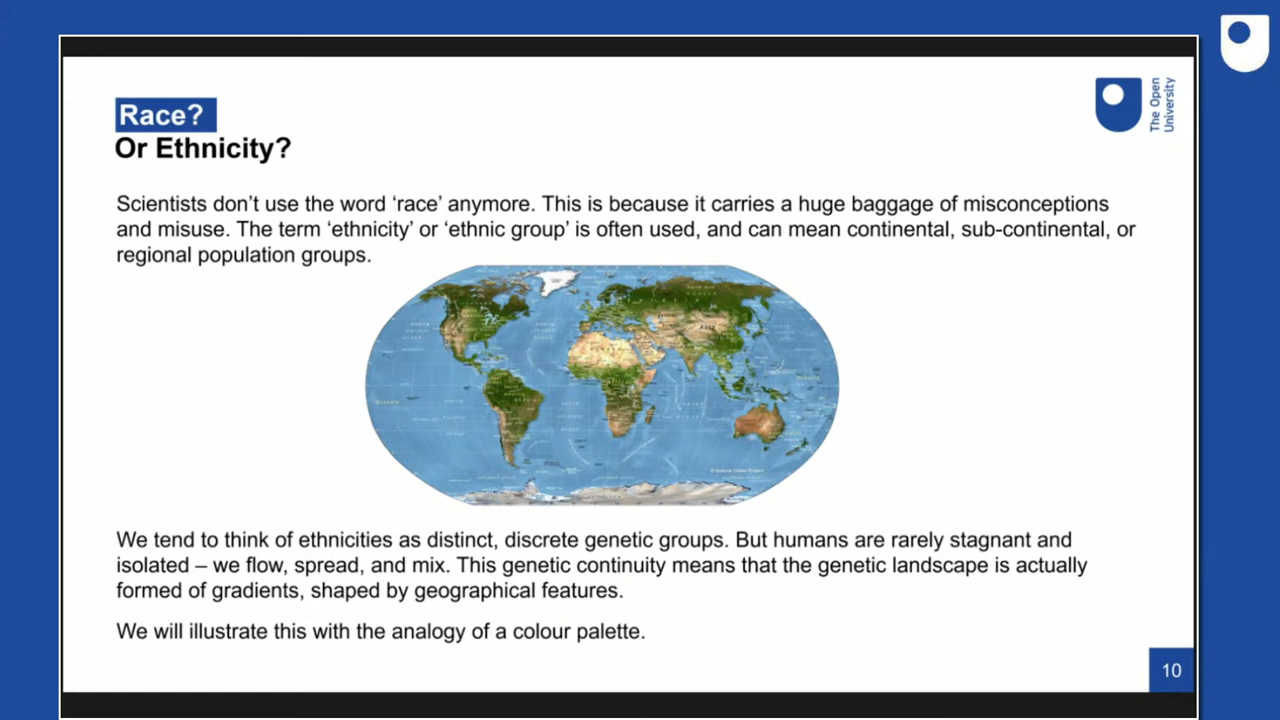 Race?
Or Ethnicity?
The Open
University
Scientists don’t use the word ‘race’ anymore. This is because it carries a huge baggage of misconceptions
and misuse. The term ‘ethnicity’ or ‘ethnic group’ is often used, and can mean continental, sub-continental, or
regional population groups.
We tend to think of ethnicities as distinct, discrete genetic groups. But humans are rarely stagnant and
isolated – we flow, spread, and mix. This genetic continuity means that the genetic landscape is actually
formed of gradients, shaped by geographical features.
We will illustrate this with the analogy of a colour palette.
10